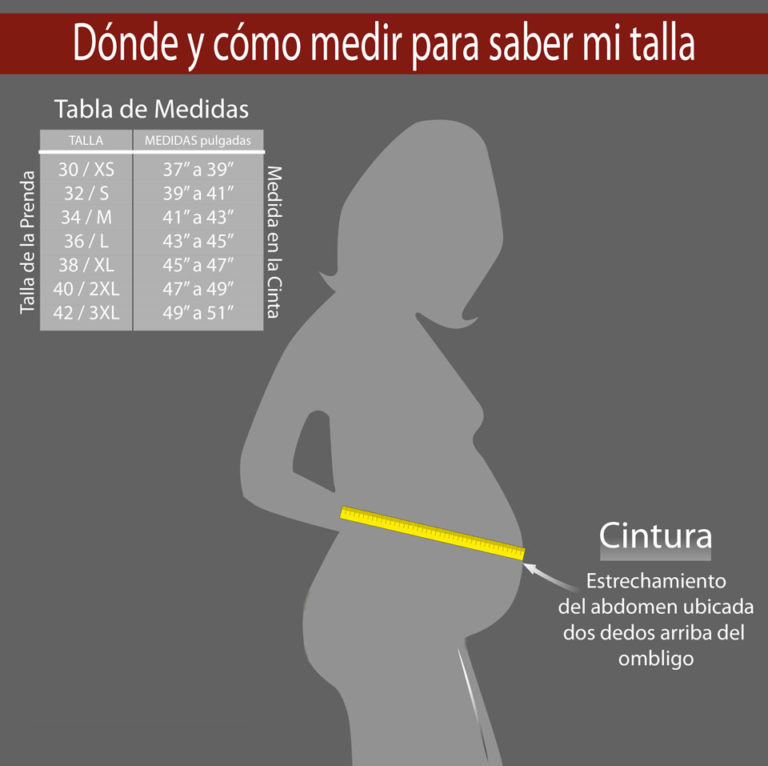 Dónde y cómo medir para saber mi talla
Tabla de Medidas
TALLA MEDIDAS pulgadas
30 / XS 37” a 39”
32 / S 39” a 41”
34 / M 41” a 43”
36 / L 43” a 45”
38 / XL 45” a 47”
40 / 2XL 47” a 49”
42 / 3XL 49” a 51”
Talla de la Prenda
Medida en la Cinta
Cintura
Estrechamiento
del abdomen ubicada
dos dedos arriba del
ombligo